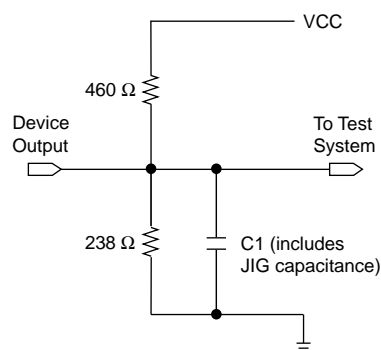 VCC
460 Ω
Device
Output
To Test
System
238 Ω
C1 (includes
JIG capacitance)